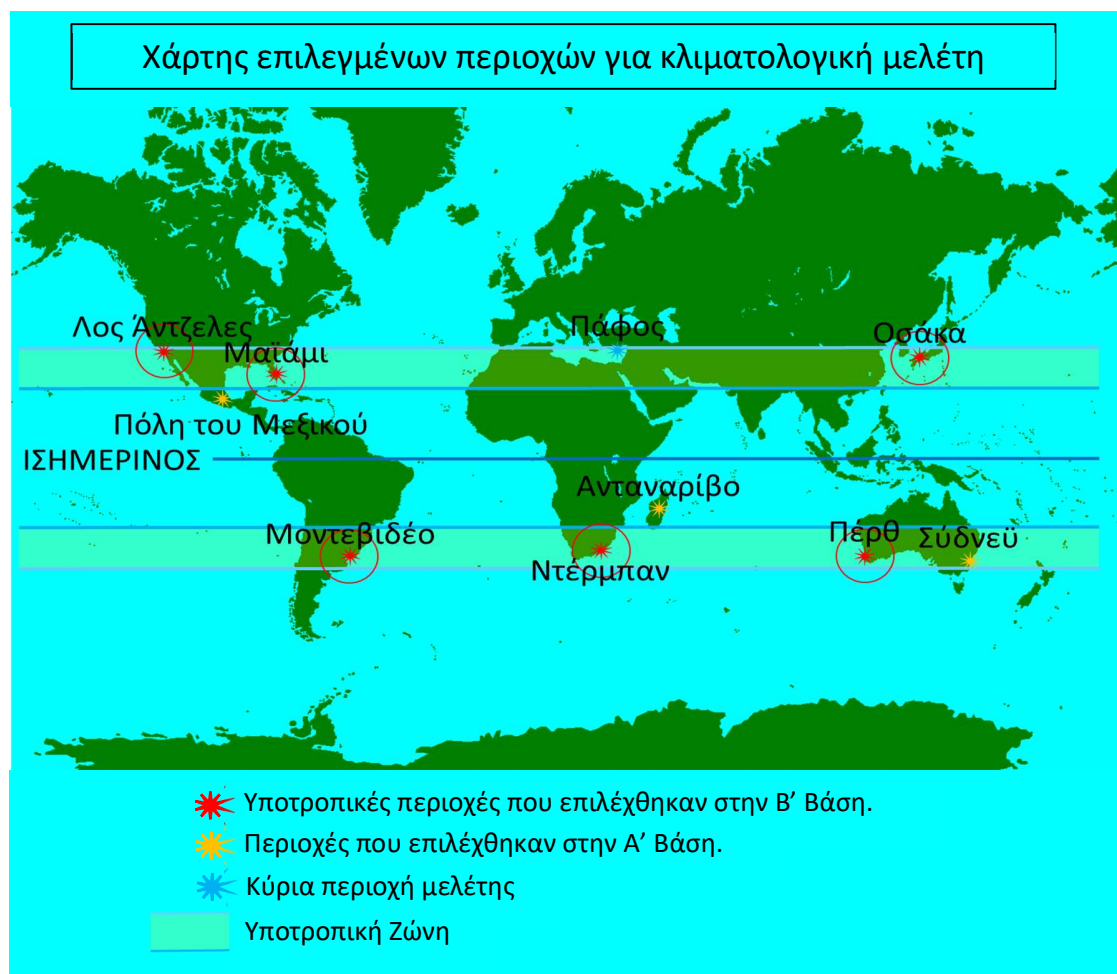 Χάρτης επιλεγμένων περιοχών για κλιματολογική μελέτη
Λος Άντζελες
Μαϊάμι
Πάφος
Οσάκα
Πόλη του Μεξικού
ΙΣΗΜΕΡΙΝΟΣ
Ανταναρίβο
Μοντεβιδέο
Ντέρμπαν
Πέρθ
Σύδνεϋ
Υποτροπικές περιοχές που επιλέχθηκαν στην Β’ Βάση.
Περιοχές που επιλέχθηκαν στην Α’ Βάση.
Κύρια περιοχή μελέτης
Υποτροπική Ζώνη